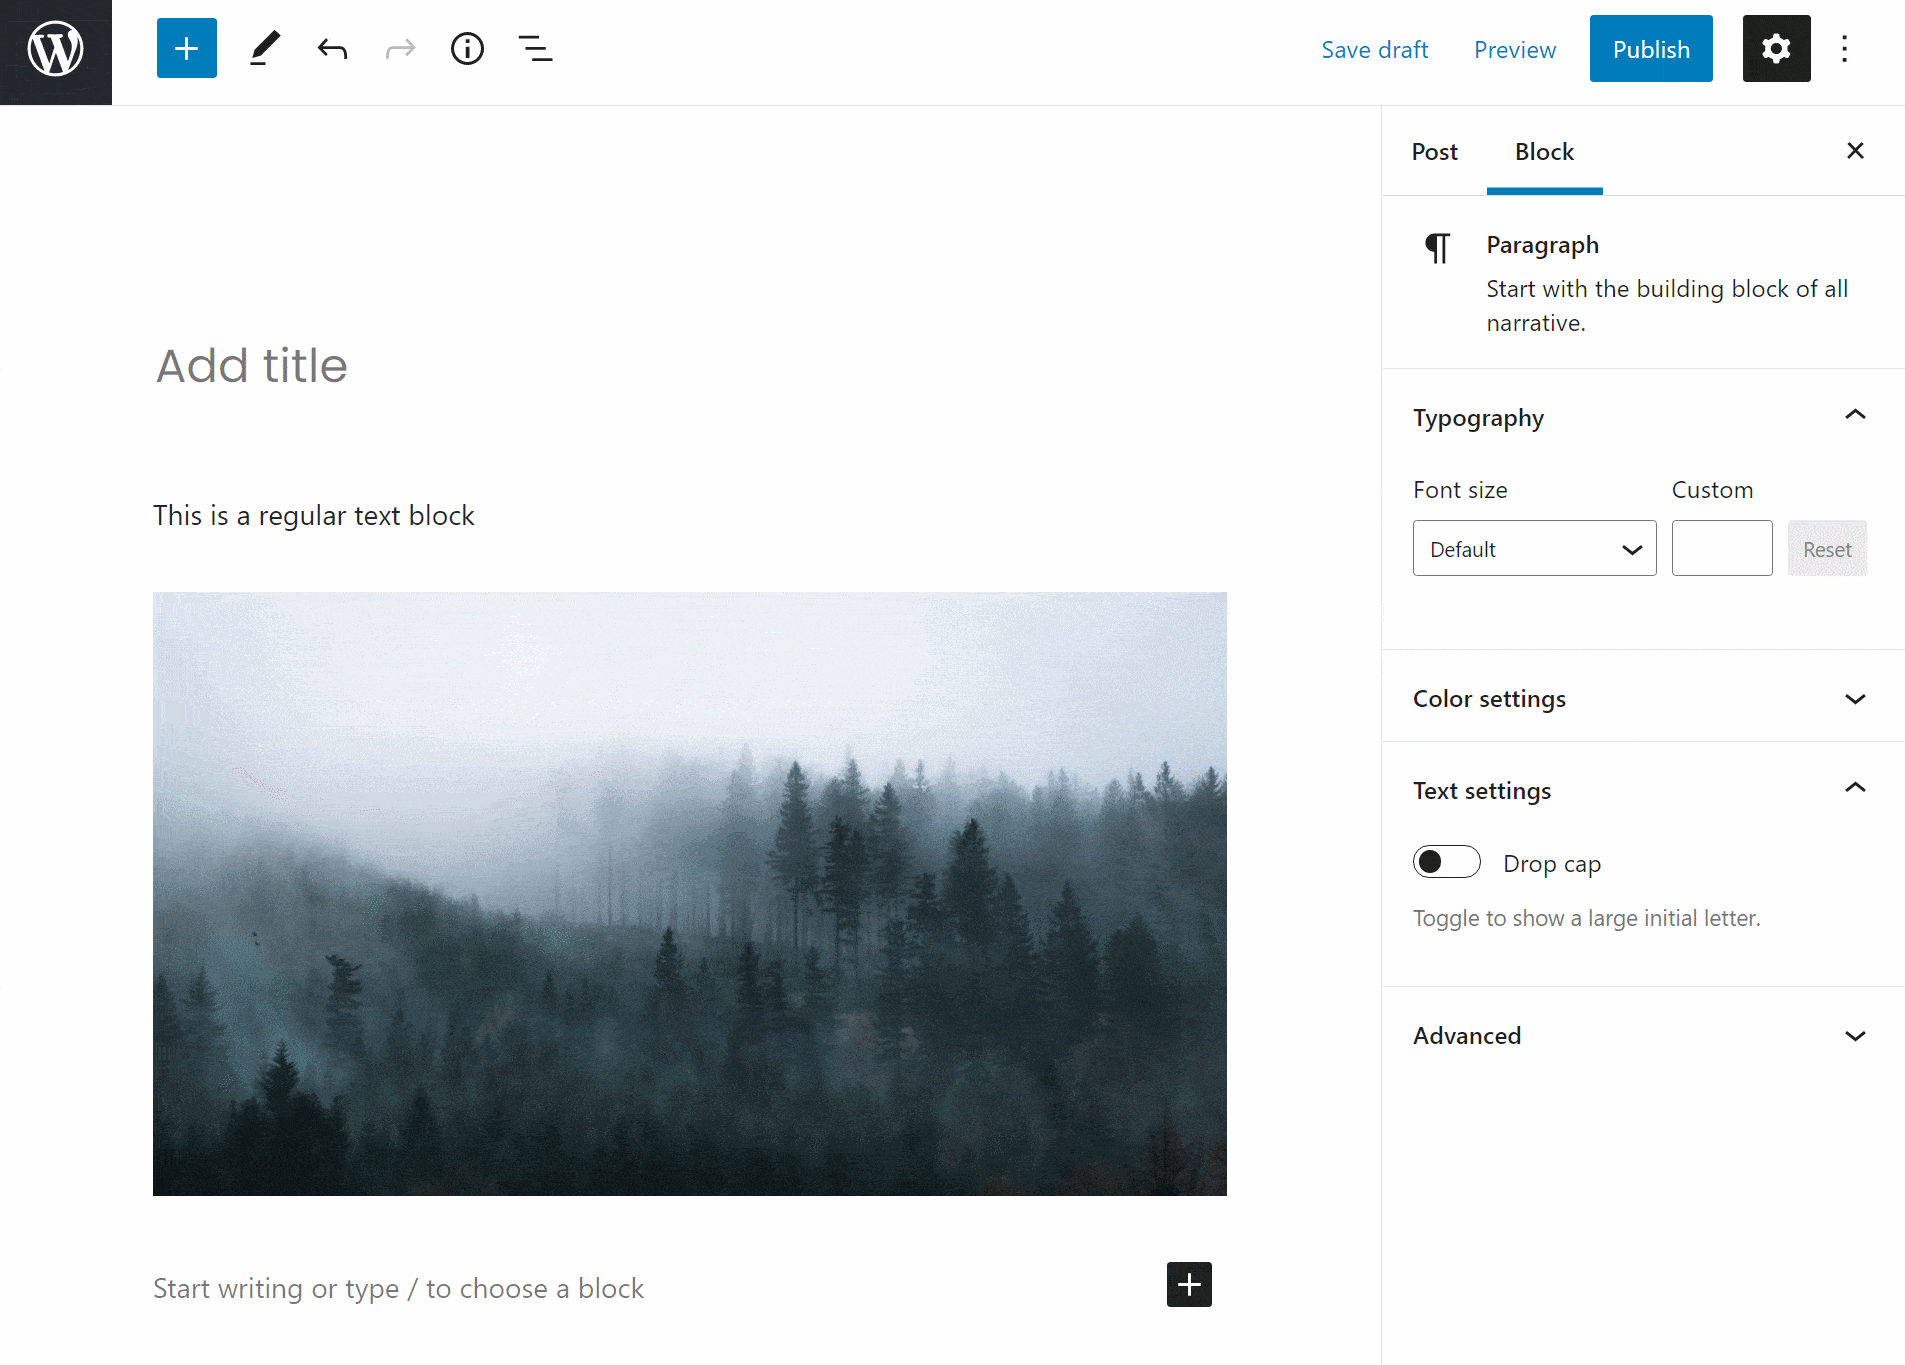 Save draft Preview Publish
Post Block
Paragraph
Start with the building block of all
narrative.
Add title
Typography
Font size Custom
This is a regular text block
Default Reset
Color settings
Text settings
Drop cap
Toggle to show a large initial letter.
Advanced
Start writing or type / to choose a block